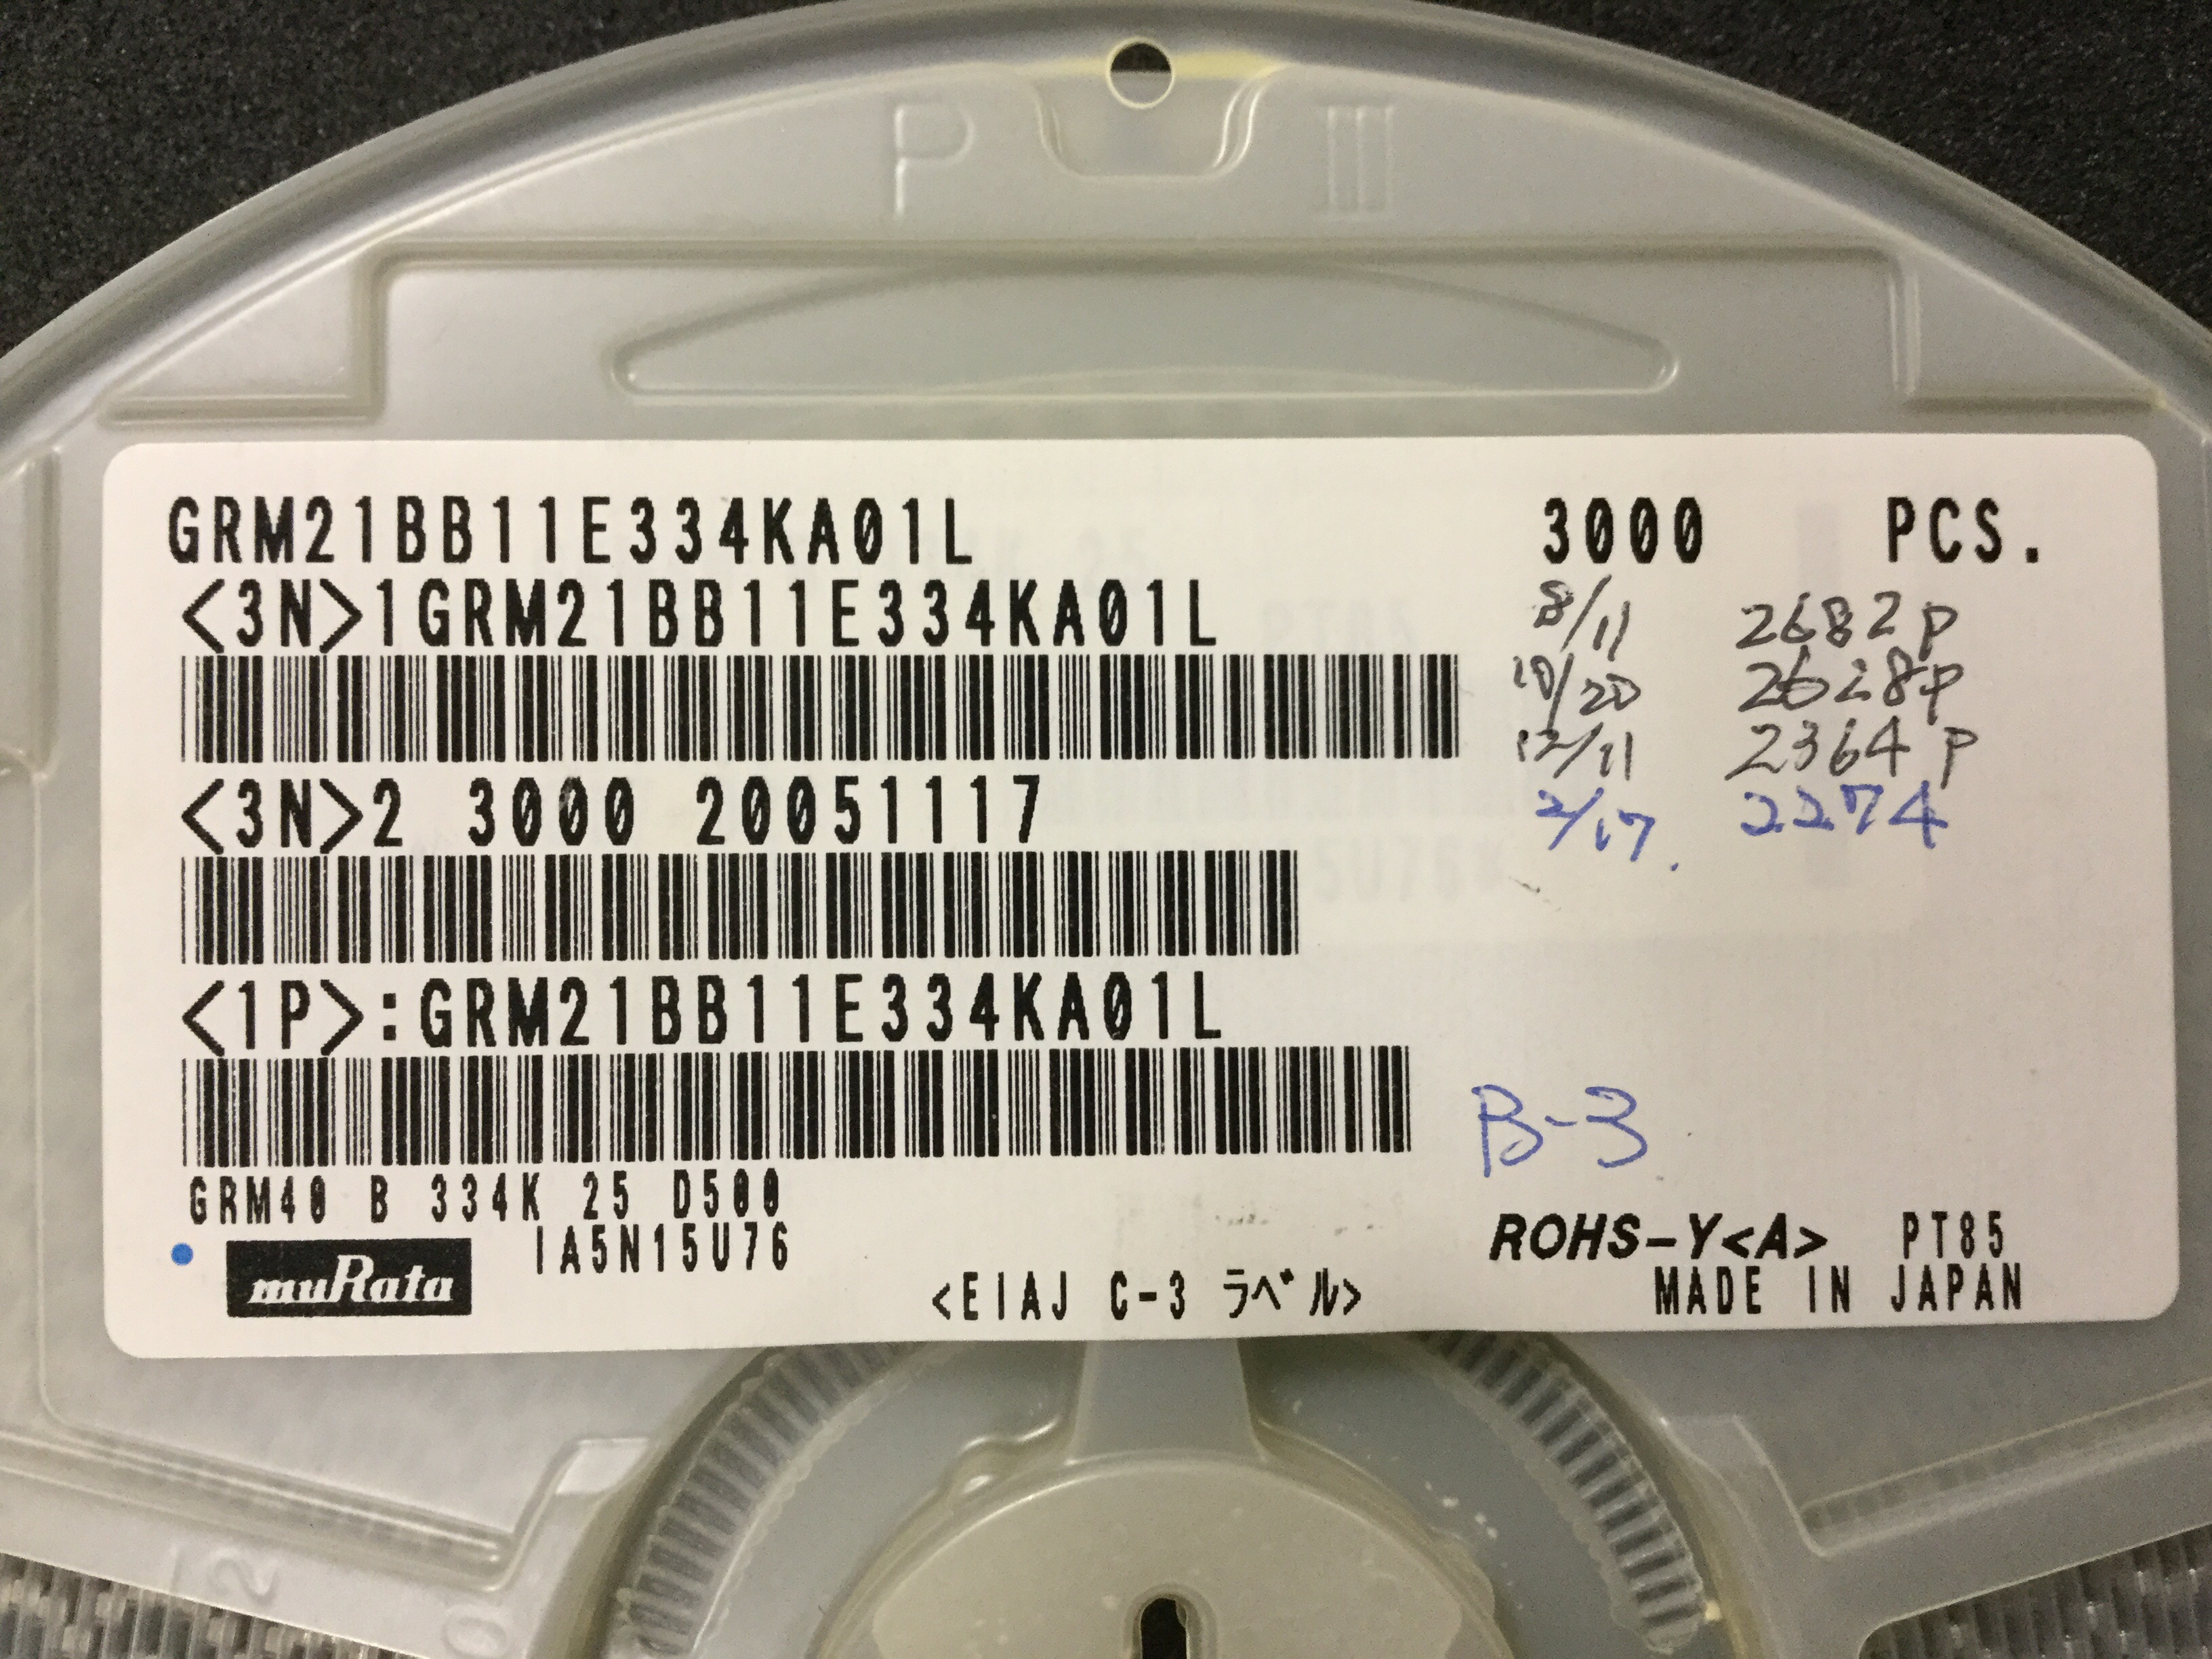 P III
GRM21BB11E334KA01L 3000 PCS.
<3N>1GRM21BB11E334KA01L
8/11 2682P
10/20 2628P
12/11 2364P
2/17. 2274
<3N>2 3000 20051117
<1P>:GRM21BB11E334KA01L
B-3
GRM40 B 334K 25 D500
IA5N15U76
muRata
<EIAJ C-3 ラベル>
ROHS-Y<A> PT85
MADE IN JAPAN